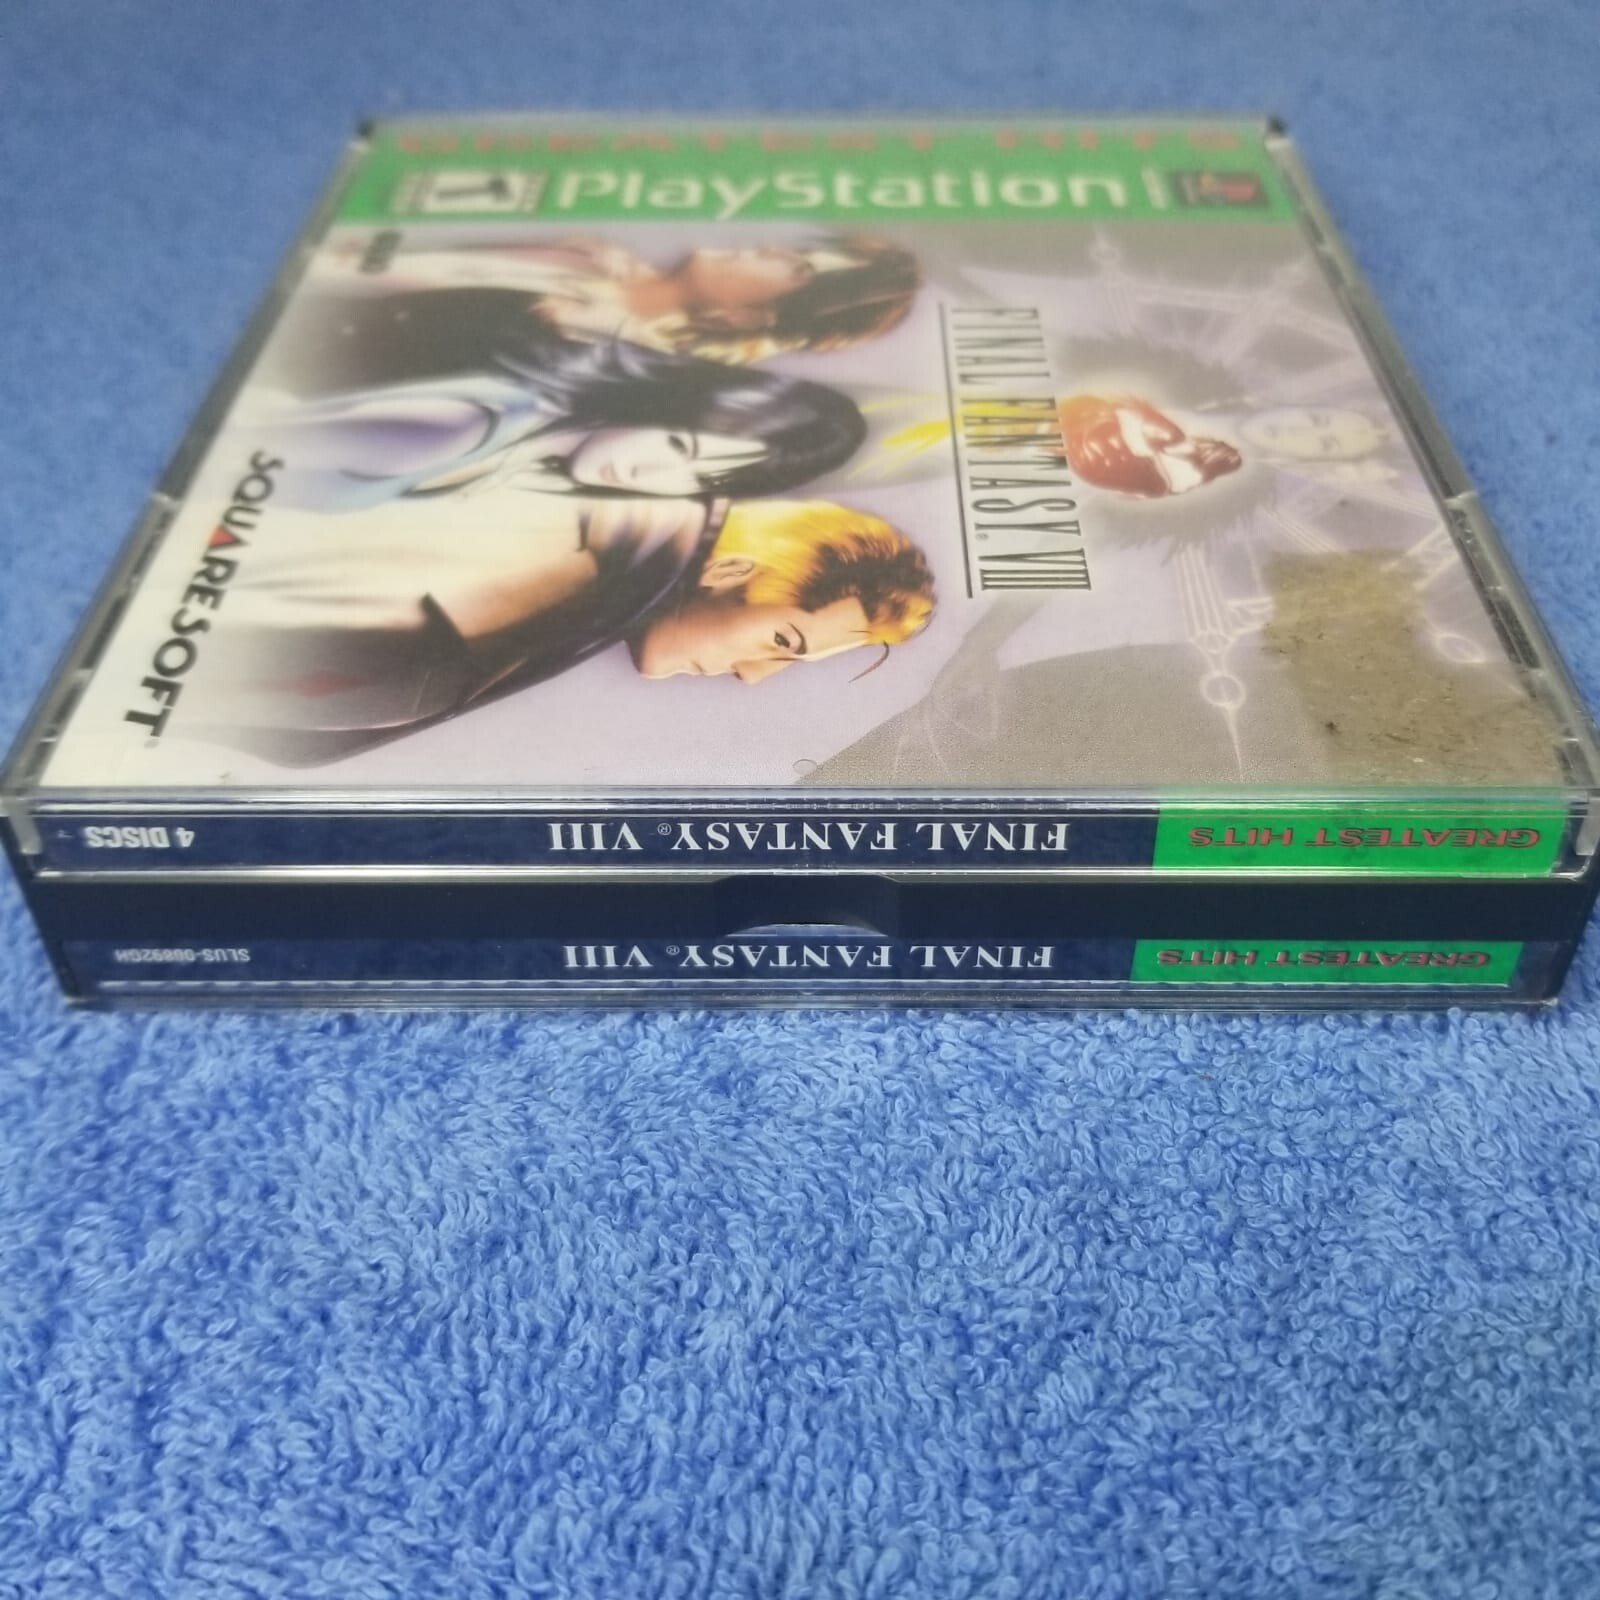 GREATEST HITS
PlayStation
T
FINAL FANTASY® VIII
SQUARESOFT®
GREATEST HITS
FINAL FANTASY® VIII
4 DISCS
GREATEST HITS
FINAL FANTASY® VIII
SLUS-00892GH